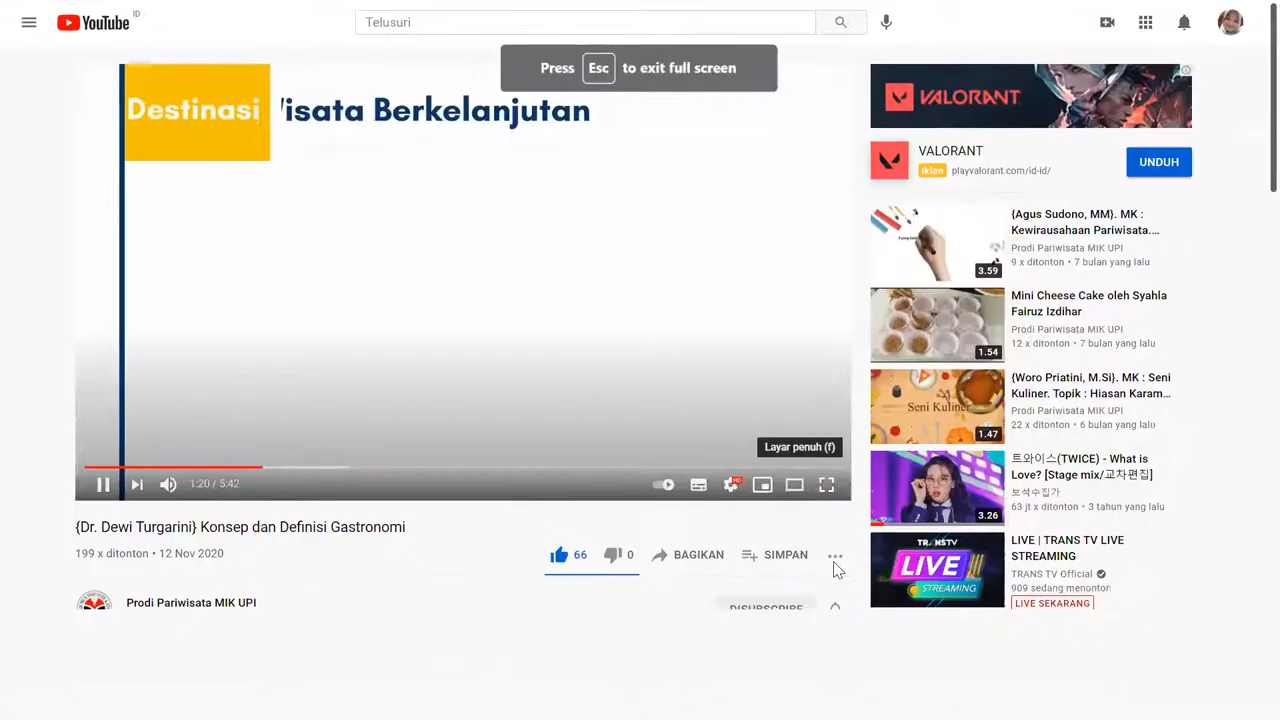 YouTube ID
Telusuri
Press Esc to exit full screen
Destinasi
isata Berkelanjutan
Layar penuh (f)
1:20 / 5:42
HD
{Dr. Dewi Turgarini} Konsep dan Definisi Gastronomi
199 x ditonton • 12 Nov 2020
66
0
BAGIKAN
SIMPAN
Prodi Pariwisata MIK UPI
DISUBSCRIBE
VALORANT
VALORANT
Iklan playvalorant.com/id-id/
UNDUH
{Agus Sudono, MM}. MK :
Kewirausahaan Pariwisata....
Prodi Pariwisata MIK UPI
9 x ditonton • 7 bulan yang lalu
3.59
Mini Cheese Cake oleh Syahla
Fairuz Izdihar
Prodi Pariwisata MIK UPI
12 x ditonton • 7 bulan yang lalu
1.54
{Woro Priatini, M.Si}. MK : Seni
Kuliner. Topik : Hiasan Karam...
Prodi Pariwisata MIK UPI
22 x ditonton • 6 bulan yang lalu
Seni Kuliner
1.47
트와이스(TWICE) - What is
Love? [Stage mix/교차편집]
보석수집가
63 jt x ditonton • 3 tahun yang lalu
3.26
LIVE | TRANS TV LIVE
STREAMING
TRANS TV Official
909 sedang menonton
LIVE SEKARANG
TRANSTV
LIVE
STREAMING